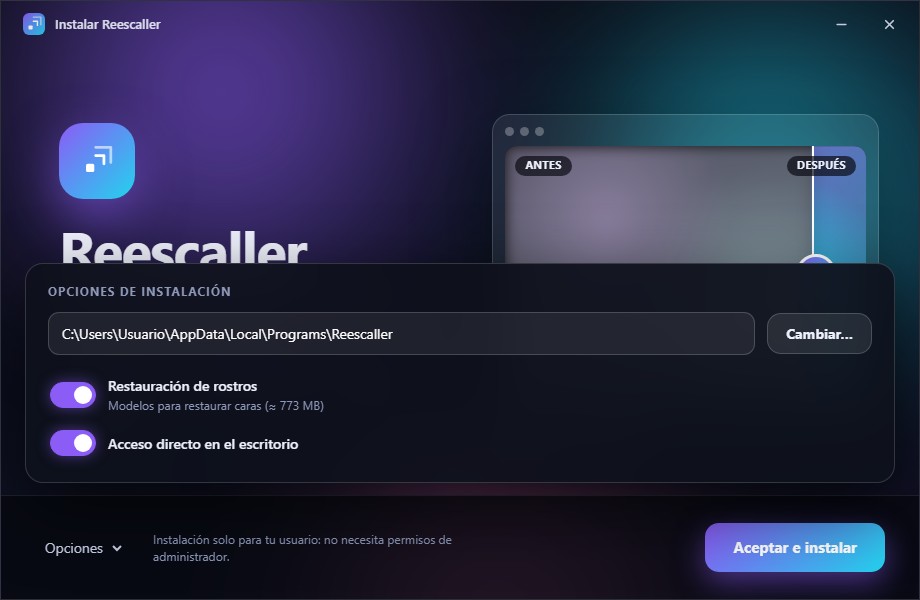 Instalar Reescaller
ANTES
DESPUÉS
Reescaller
OPCIONES DE INSTALACIÓN
C:\Users\Usuario\AppData\Local\Programs\Reescaller
Cambiar...
Restauración de rostros
Modelos para restaurar caras (≈ 773 MB)
Acceso directo en el escritorio
Opciones
Instalación solo para tu usuario: no necesita permisos de
administrador.
Aceptar e instalar